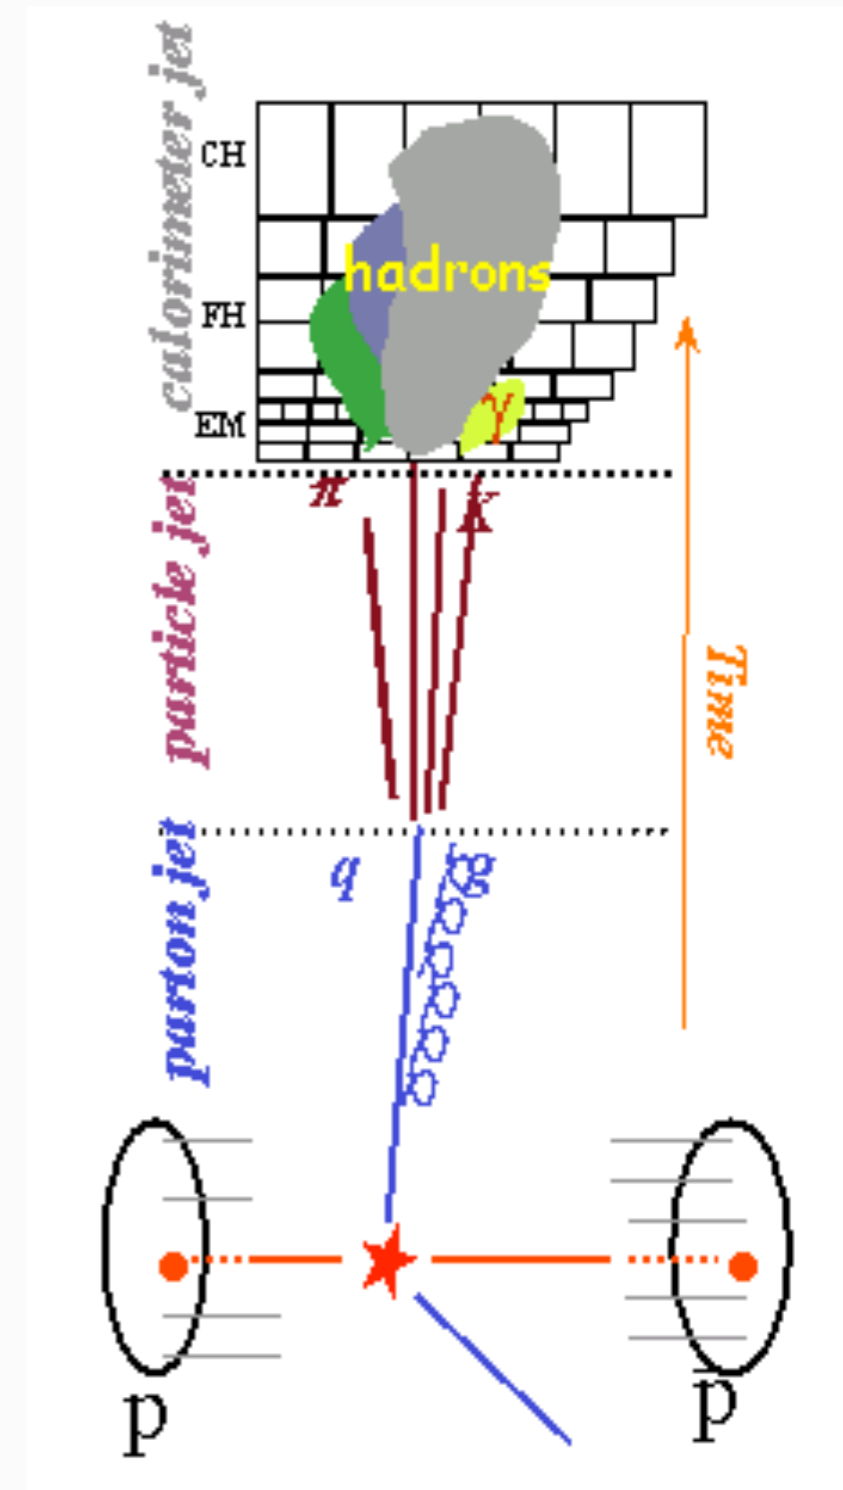 calorimeter jet
CH
hadrons
FH
EM
γ
π
K
particle jet
Time
parton jet
q
g
p
p̄